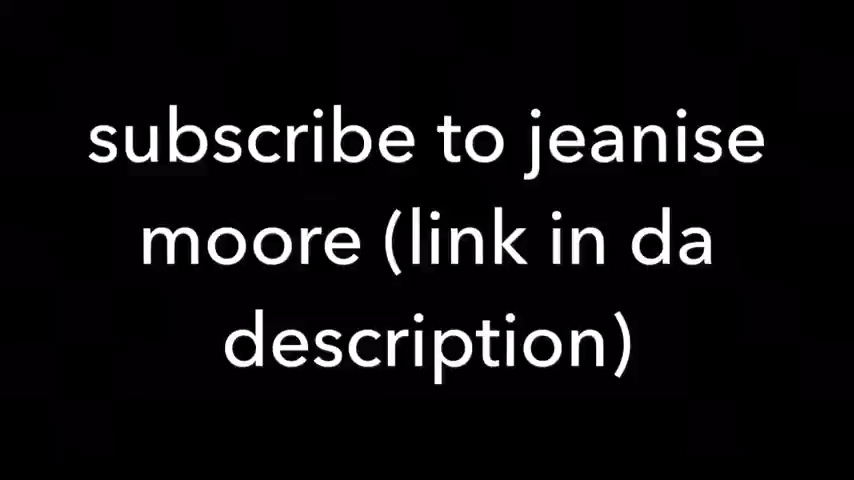 subscribe to jeanise
moore (link in da
description)